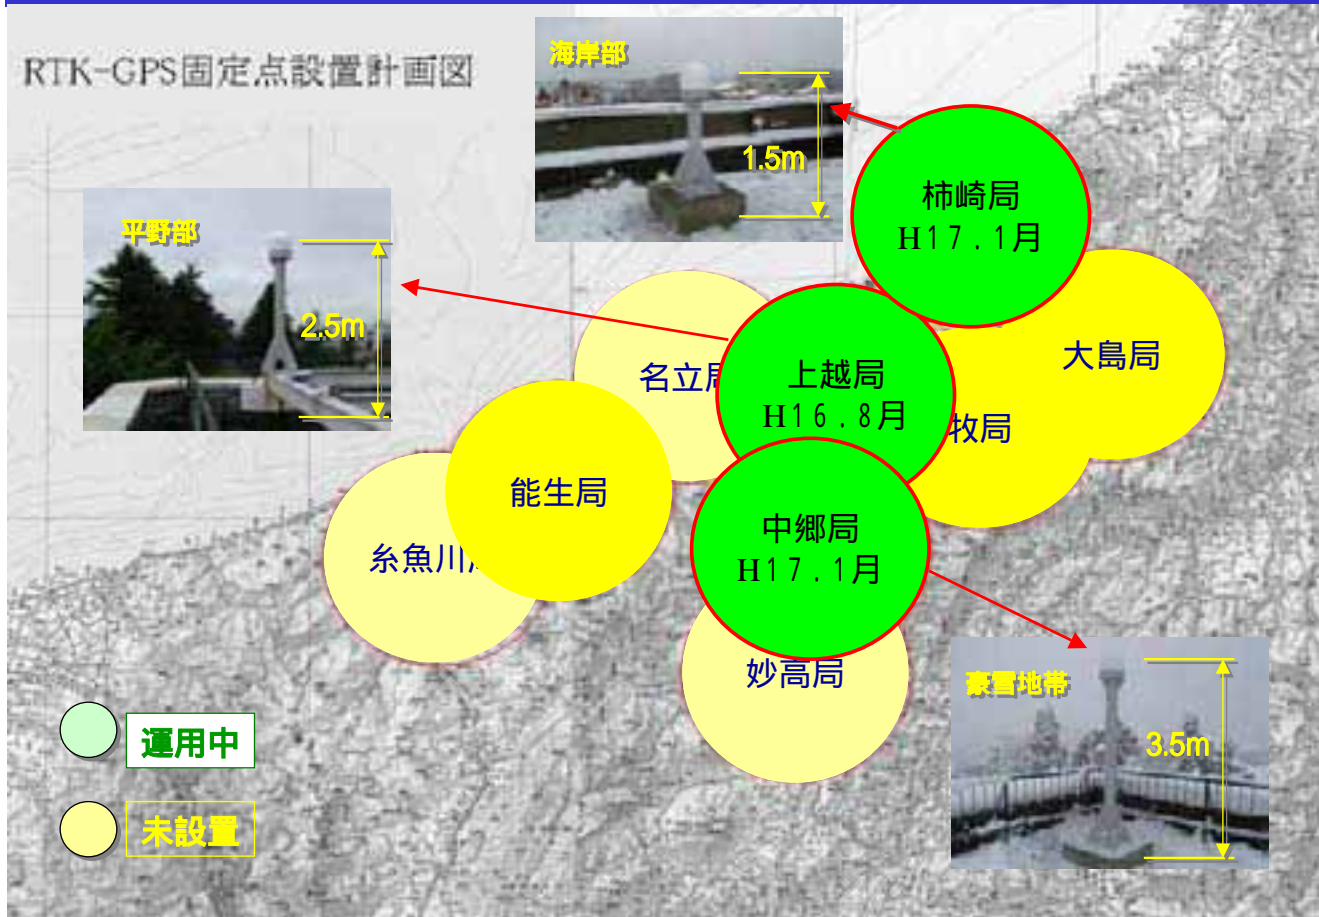 RTK-GPS固定点設置計画図
海岸部
1.5m
柿崎局
H17.1月
平野部
2.5m
大島局
名立局
上越局
H16.8月
牧局
能生局
中郷局
H17.1月
糸魚川
妙高局
豪雪地帯
3.5m
運用中
未設置